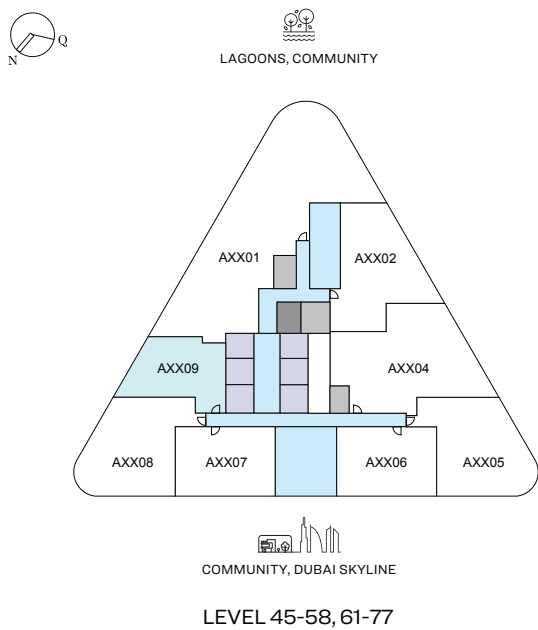 N
Q
LAGOONS, COMMUNITY
AXX01
AXX02
AXX09
AXX04
AXX08
AXX07
AXX06
AXX05
COMMUNITY, DUBAI SKYLINE
LEVEL 45-58, 61-77